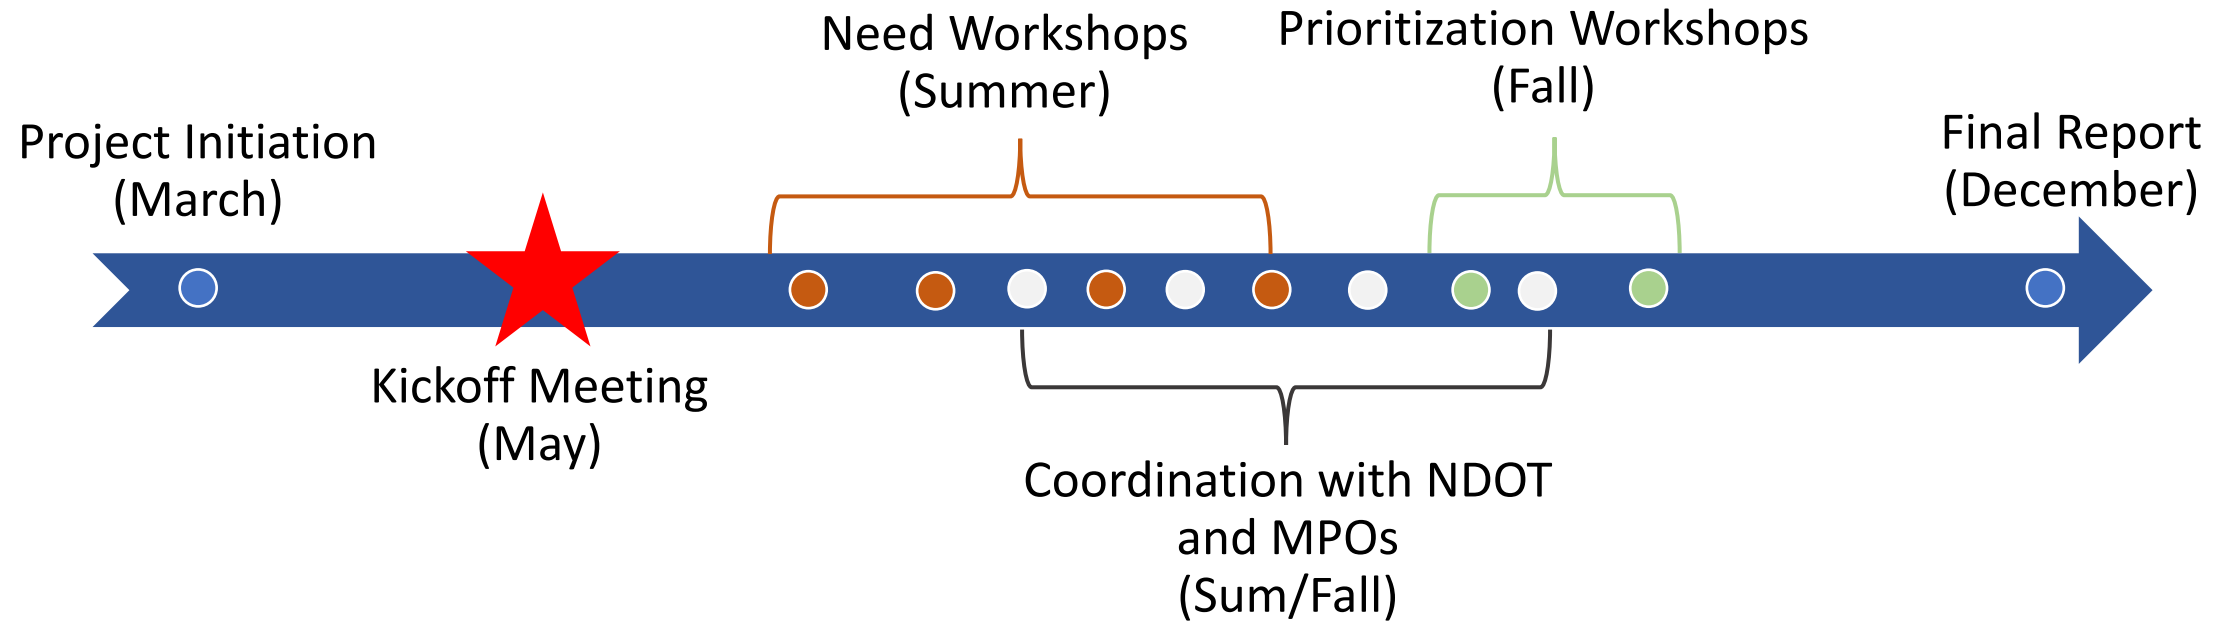 Project Initiation
(March)
Kickoff Meeting
(May)
Need Workshops
(Summer)
Coordination with NDOT
and MPOs
(Sum/Fall)
Prioritization Workshops
(Fall)
Final Report
(December)